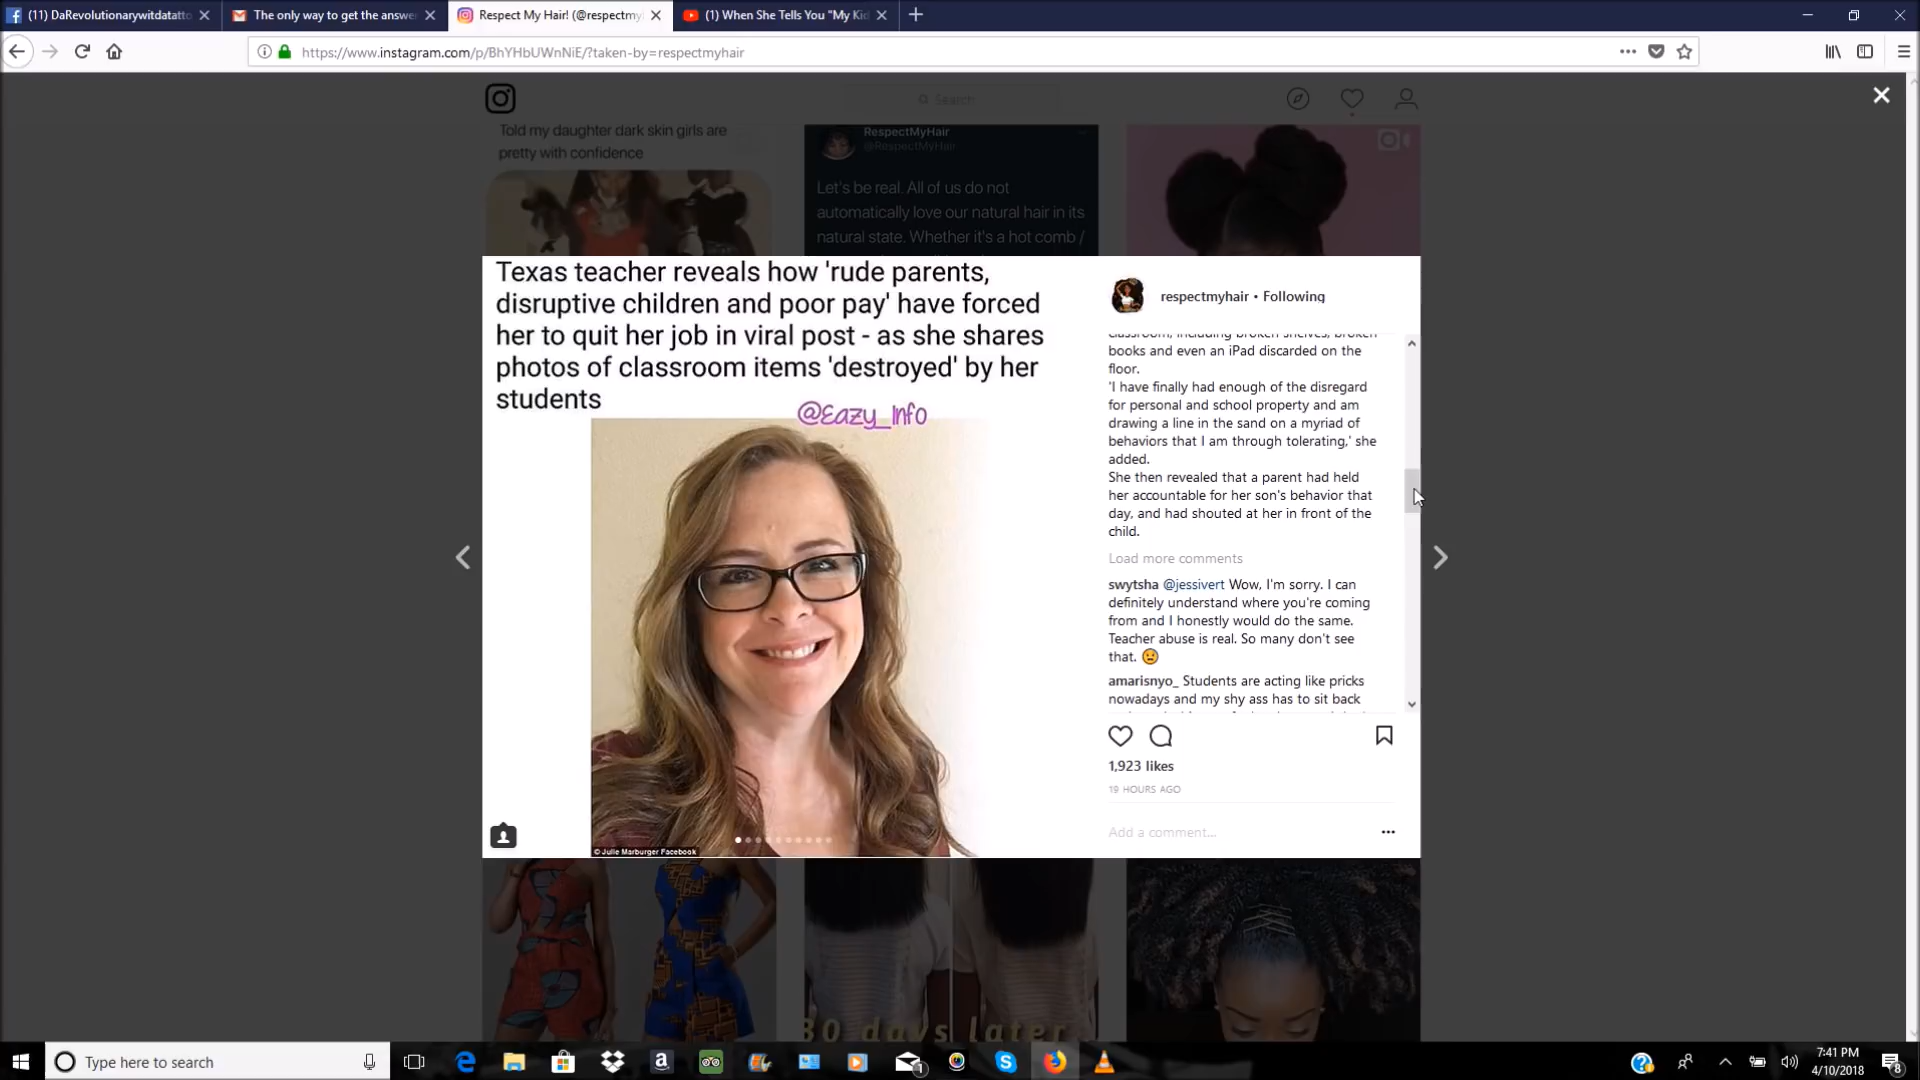 (11) DaRevolutionarywitdatatto
The only way to get the answe
Respect My Hair! (@respectmy
(1) When She Tells You "My Kid
https://www.instagram.com/p/BhYHbUWnNiE/?taken-by=respectmyhair
Search
Told my daughter dark skin girls are
pretty with confidence
RespectMyHair
@RespectMyHair
Let's be real. All of us do not
automatically love our natural hair in its
natural state. Whether it's a hot comb /
Texas teacher reveals how 'rude parents,
disruptive children and poor pay' have forced
her to quit her job in viral post - as she shares
photos of classroom items 'destroyed' by her
students
@Eazy_Info
© Julie Marburger Facebook
respectmyhair • Following
classroom, including broken shelves, broken
books and even an iPad discarded on the
floor.
'I have finally had enough of the disregard
for personal and school property and am
drawing a line in the sand on a myriad of
behaviors that I am through tolerating,' she
added.
She then revealed that a parent had held
her accountable for her son's behavior that
day, and had shouted at her in front of the
child.
Load more comments
swytsha @jessivert Wow, I'm sorry. I can
definitely understand where you're coming
from and I honestly would do the same.
Teacher abuse is real. So many don't see
that.
amarisnyo_ Students are acting like pricks
nowadays and my shy ass has to sit back
1,923 likes
19 HOURS AGO
Add a comment...
30 days later
Type here to search
1
7:41 PM
4/10/2018
8